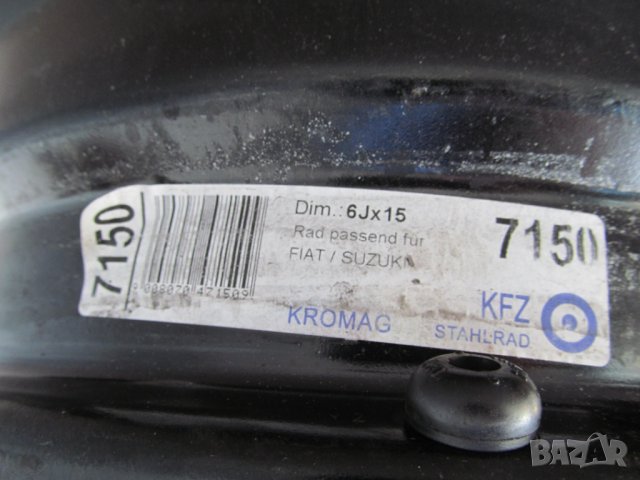 7150
Dim.:6Jx15
Rad passend für
FIAT / SUZUKI
7150
KROMAG
KFZ
STAHLRAD
BAZAR